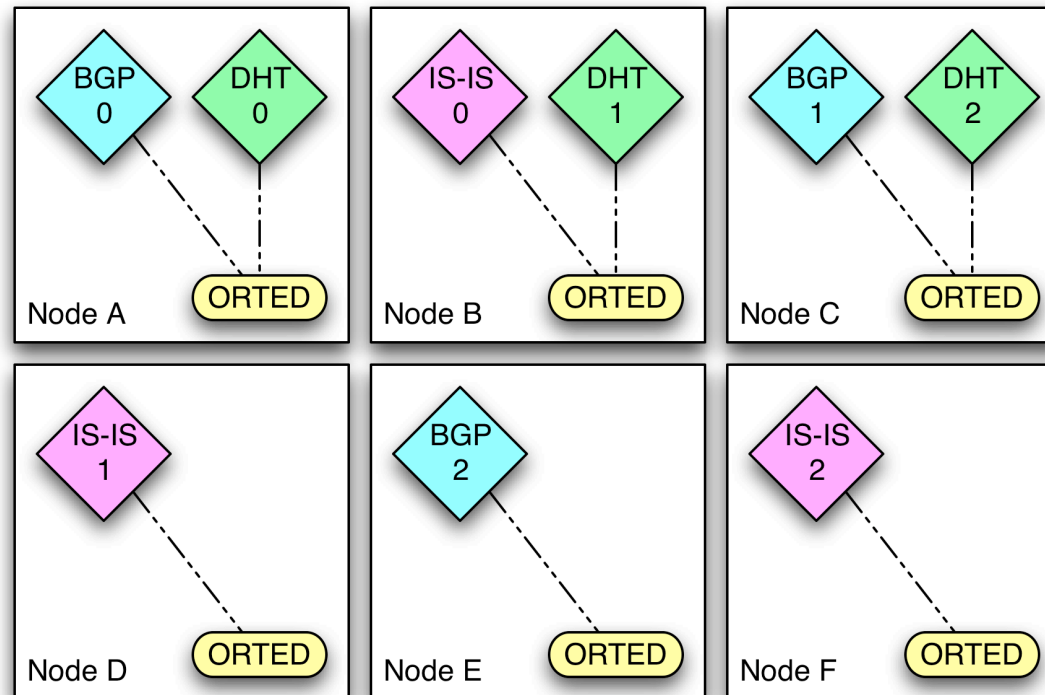 BGP
0
DHT
0
ORTED
Node A
IS-IS
0
DHT
1
ORTED
Node B
BGP
1
DHT
2
ORTED
Node C
IS-IS
1
ORTED
Node D
BGP
2
ORTED
Node E
IS-IS
2
ORTED
Node F